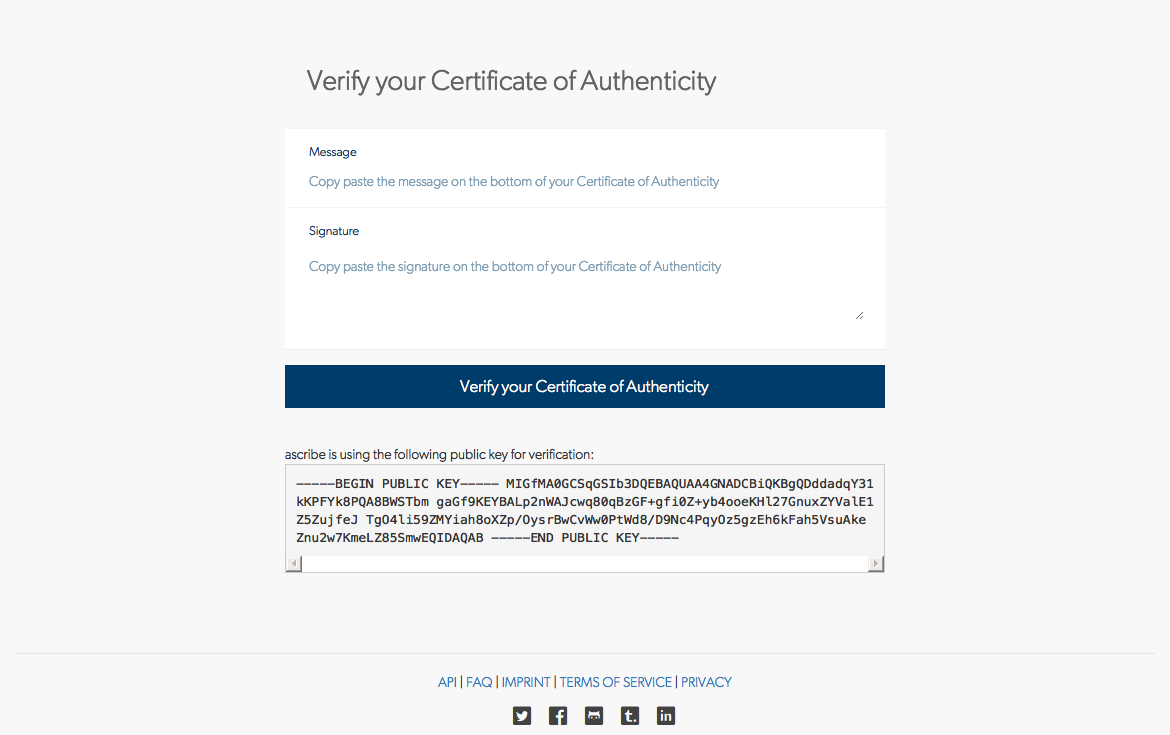 Verify your Certificate of Authenticity
Message
Copy paste the message on the bottom of your Certificate of Authenticity
Signature
Copy paste the signature on the bottom of your Certificate of Authenticity
Verify your Certificate of Authenticity
ascribe is using the following public key for verification:
-----BEGIN PUBLIC KEY----- MIGfMA0GCSqGSIb3DQEBAQUAA4GNADCBiQKBgQDddadqY31
kKPFYk8PQA8BWSTbm gaGf9KEYBALp2nWAJcwq80qBzGF+gfi0Z+yb4ooeKHl27GnuxZYValE1
Z5ZujfeJ TgO4li59ZMYiah8oXZp/OysrBwCvWw0PtWd8/D9Nc4PqyOz5gzEh6kFah5VsuAke
Znu2w7KmeLZ85SmwEQIDAQAB -----END PUBLIC KEY-----
API | FAQ | IMPRINT | TERMS OF SERVICE | PRIVACY